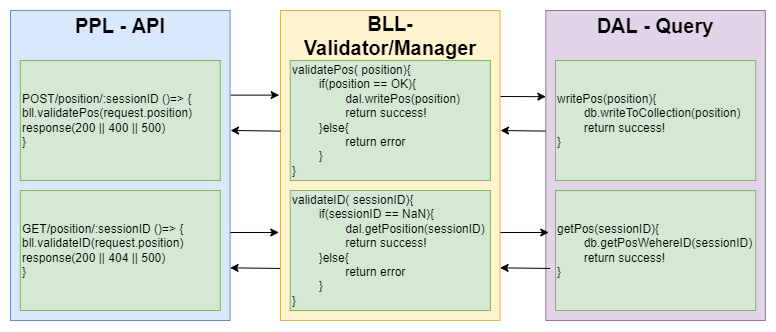 PPL - API
POST/position/:sessionID ()=> {
bll.validatePos(request.position)
response(200 || 400 || 500)
}
GET/position/:sessionID ()=> {
bll.validateID(request.position)
response(200 || 404 || 500)
}
BLL-
Validator/Manager
validatePos( position){
if(position == OK){
dal.writePos(position)
return success!
}else{
return error
}
}
validateID( sessionID){
if(sessionID == NaN){
dal.getPosition(sessionID)
return success!
}else{
return error
}
}
DAL - Query
writePos(position){
db.writeToCollection(position)
return success!
}
getPos(sessionID){
db.getPosWehereID(sessionID)
return success!
}